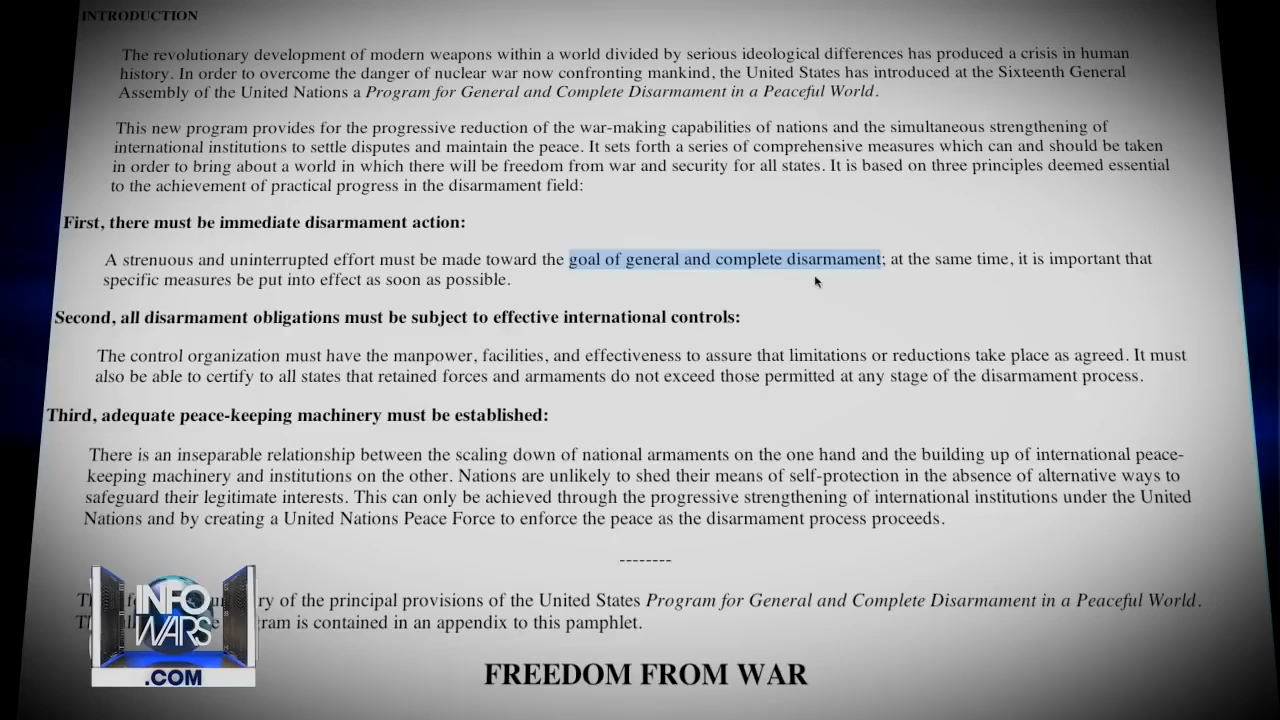 INTRODUCTION
The revolutionary development of modern weapons within a world divided by serious ideological differences has produced a crisis in human
history. In order to overcome the danger of nuclear war now confronting mankind, the United States has introduced at the Sixteenth General
Assembly of the United Nations a Program for General and Complete Disarmament in a Peaceful World.
This new program provides for the progressive reduction of the war-making capabilities of nations and the simultaneous strengthening of
international institutions to settle disputes and maintain the peace. It sets forth a series of comprehensive measures which can and should be taken
in order to bring about a world in which there will be freedom from war and security for all states. It is based on three principles deemed essential
to the achievement of practical progress in the disarmament field:
First, there must be immediate disarmament action:
A strenuous and uninterrupted effort must be made toward the goal of general and complete disarmament; at the same time, it is important that
specific measures be put into effect as soon as possible.
Second, all disarmament obligations must be subject to effective international controls:
The control organization must have the manpower, facilities, and effectiveness to assure that limitations or reductions take place as agreed. It must
also be able to certify to all states that retained forces and armaments do not exceed those permitted at any stage of the disarmament process.
Third, adequate peace-keeping machinery must be established:
There is an inseparable relationship between the scaling down of national armaments on the one hand and the building up of international peace-
keeping machinery and institutions on the other. Nations are unlikely to shed their means of self-protection in the absence of alternative ways to
safeguard their legitimate interests. This can only be achieved through the progressive strengthening of international institutions under the United
Nations and by creating a United Nations Peace Force to enforce the peace as the disarmament process proceeds.
--------
ry of the principal provisions of the United States Program for General and Complete Disarmament in a Peaceful World.
ram is contained in an appendix to this pamphlet.
FREEDOM FROM WAR
INFO
WARS
.COM